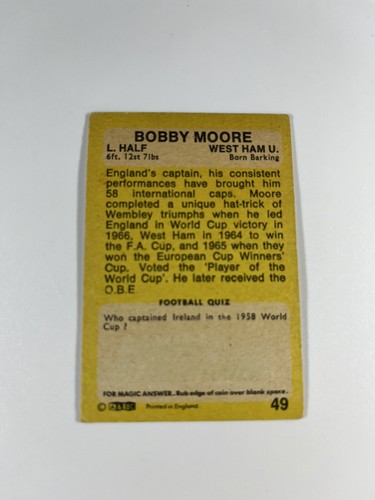 BOBBY MOORE
L. HALF WEST HAM U.
6ft. 12st 7lbs Born Barking
England's captain, his consistent
performances have brought him
58 international caps. Moore
completed a unique hat-trick of
Wembley triumphs when he led
England in World Cup victory in
1966, West Ham in 1964 to win
the F.A. Cup, and 1965 when they
won the European Cup Winners'
Cup. Voted the 'Player of the
World Cup'. He later received the
O.B.E
FOOTBALL QUIZ
Who captained Ireland in the 1958 World
Cup ?
FOR MAGIC ANSWER. Rub edge of coin over blank space.
© A&BC Printed in England 49